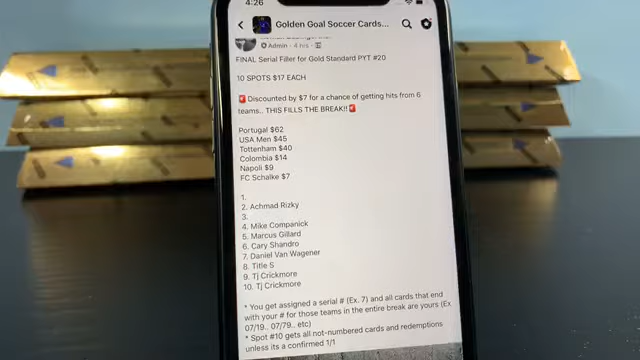 4:26
Golden Goal Soccer Cards...
Admin · 4 hrs ·
FINAL Serial Filler for Gold Standard PYT #20
10 SPOTS $17 EACH
🚨Discounted by $7 for a chance of getting hits from 6
teams.. THIS FILLS THE BREAK!!🚨
Portugal $62
USA Men $45
Tottenham $40
Colombia $14
Napoli $9
FC Schalke $7
1.
2. Achmad Rizky
3.
4. Mike Companick
5. Marcus Gillard
6. Cary Shandro
7. Daniel Van Wagener
8. Title S
9. Tj Crickmore
10. Tj Crickmore
* You get assigned a serial # (Ex. 7) and all cards that end
with your # for those teams in the entire break are yours (Ex
07/19.. 07/79.. etc)
* Spot #10 gets all not-numbered cards and redemptions
unless its a confirmed 1/1